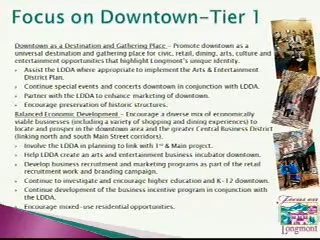 Focus on Downtown-Tier 1
Downtown as a Destination and Gathering Place - Promote downtown as a
universal destination and gathering place for civic, retail, dining, arts, culture and
entertainment opportunities that highlight Longmont's unique identity.
Assist the LDDA where appropriate to implement the Arts & Entertainment
District Plan.
Continue special events and concerts downtown in conjunction with LDDA.
Partner with the LDDA to enhance marketing of downtown.
Encourage preservation of historic structures.
Balanced Economic Development - Encourage a diverse mix of economically
viable businesses (including a variety of shopping and dining experiences) to
locate and prosper in the downtown area and the greater Central Business District
(linking north and south Main Street corridors).
Involve the LDDA in planning to link with 1st & Main project.
Help LDDA create an arts and entertainment business incubator downtown.
Develop business recruitment and marketing programs as part of the retail
recruitment work and branding campaign.
Continue to investigate and encourage higher education and K-12 downtown.
Continue development of the business incentive program in conjunction with
the LDDA.
Encourage mixed-use residential opportunities.
Focus on
Longmont